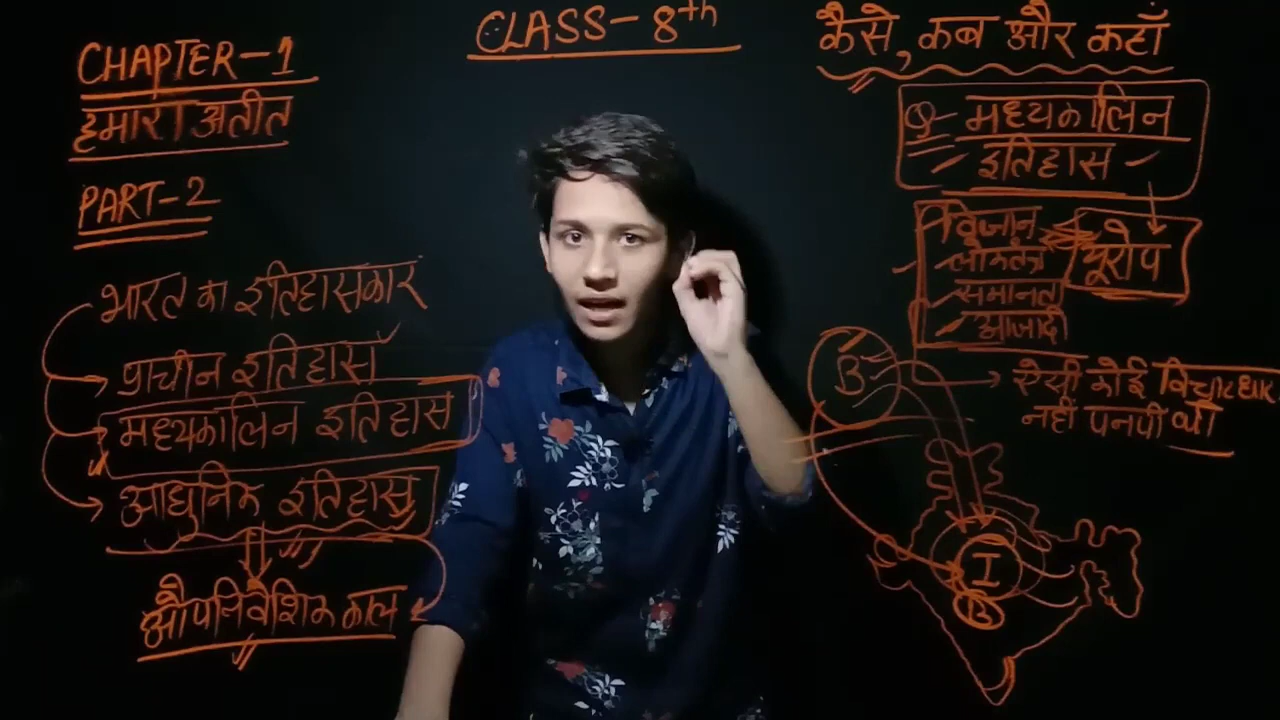 CLASS-8th
CHAPTER-1
हमारा अतीत
PART-2
भारत का इतिहासकार
प्राचीन इतिहास
मध्यकालिन इतिहास
आधुनिक इतिहास
औपनिवेशिक काल
कैसे, कब और कहाँ
Q- मध्यकालिन
इतिहास
विज्ञान
लोकतंत्र
समानता
आजादी
यूरोप
B
ऐसी कोई विचारधारा
नहीं पनपी थी
I
B